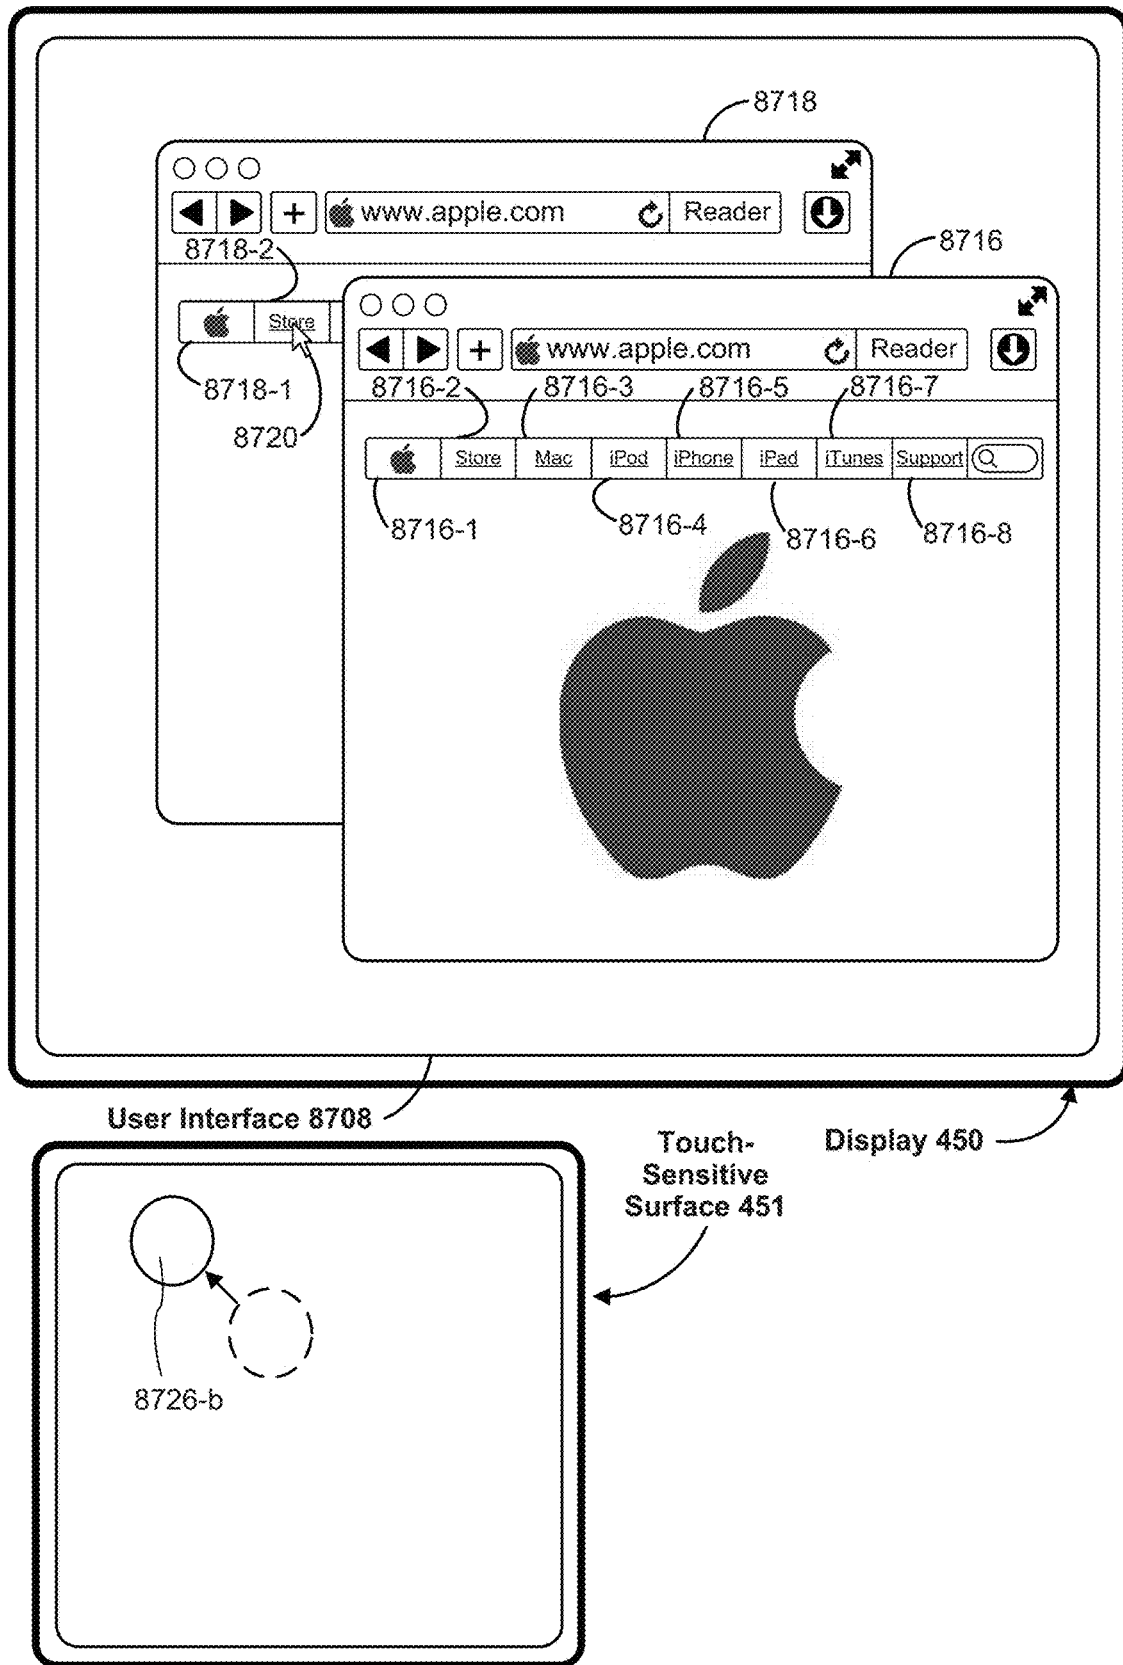 8718
www.apple.com Reader
8718-2
8716
Store
www.apple.com Reader
8718-1
8716-2 8716-3 8716-5 8716-7
8720
Store Mac iPod iPhone iPad iTunes Support
8716-1 8716-4 8716-6 8716-8
User Interface 8708
Display 450
Touch-
Sensitive
Surface 451
8726-b